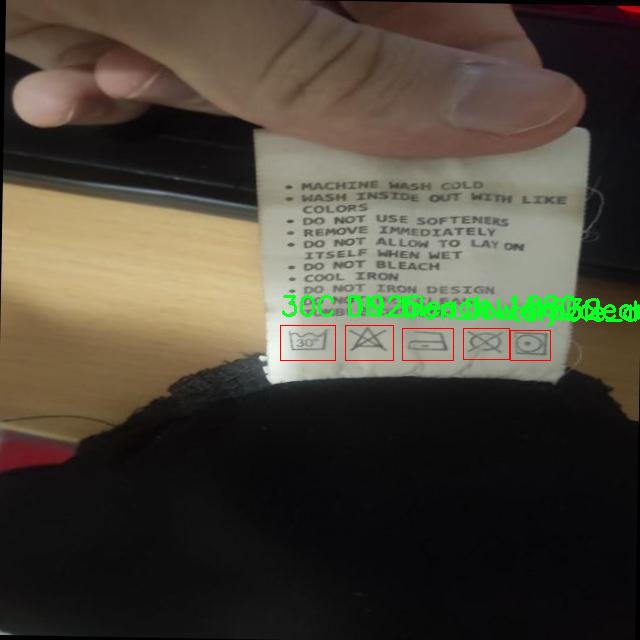 • MACHINE WASH COLD
• WASH INSIDE OUT WITH LIKE
COLORS
• DO NOT USE SOFTENERS
• REMOVE IMMEDIATELY
• DO NOT ALLOW TO LAY ON
ITSELF WHEN WET
• DO NOT BLEACH
• COOL IRON
• DO NOT IRON DESIGN
30C
30°